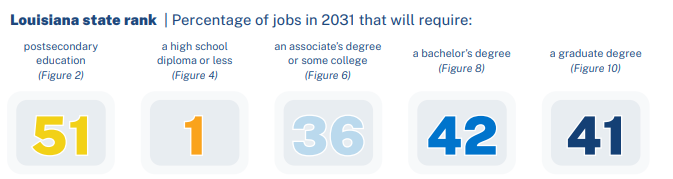 Louisiana state rank | Percentage of jobs in 2031 that will require:
postsecondary
education
(Figure 2)
51
a high school
diploma or less
(Figure 4)
1
an associate's degree
or some college
(Figure 6)
36
a bachelor's degree
(Figure 8)
42
a graduate degree
(Figure 10)
41